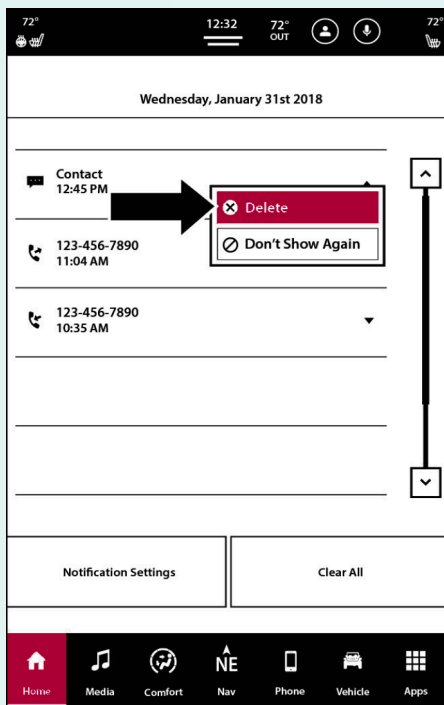 72°
12:32
72°
OUT
72°
Wednesday, January 31st 2018
Contact
12:45 PM
Delete
Don't Show Again
123-456-7890
11:04 AM
123-456-7890
10:35 AM
Notification Settings
Clear All
NE
Home
Media
Comfort
Nav
Phone
Vehicle
Apps